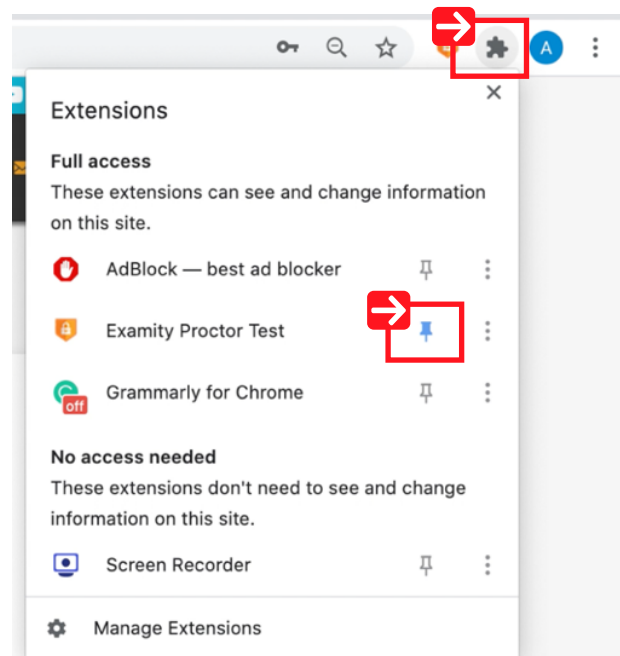 A
Extensions
Full access
These extensions can see and change information
on this site.
AdBlock — best ad blocker
Examity Proctor Test
Grammarly for Chrome
off
No access needed
These extensions don't need to see and change
information on this site.
Screen Recorder
Manage Extensions